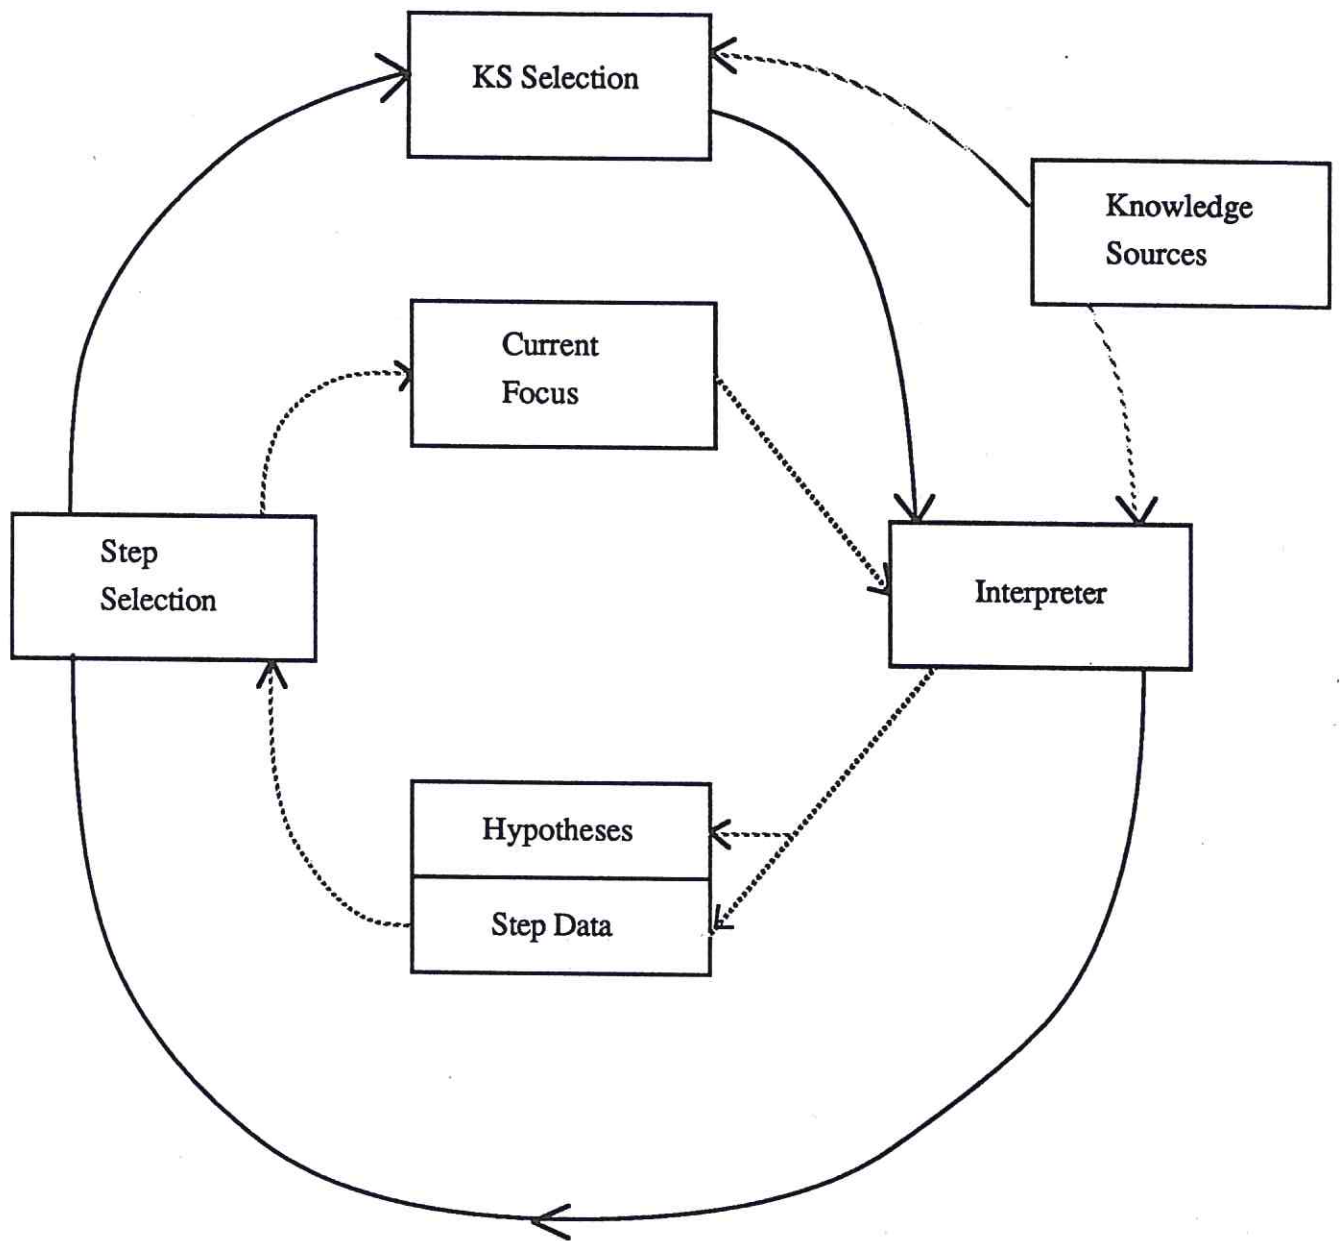 KS Selection
Knowledge
Sources
Current
Focus
Step
Selection
Interpreter
Hypotheses
Step Data